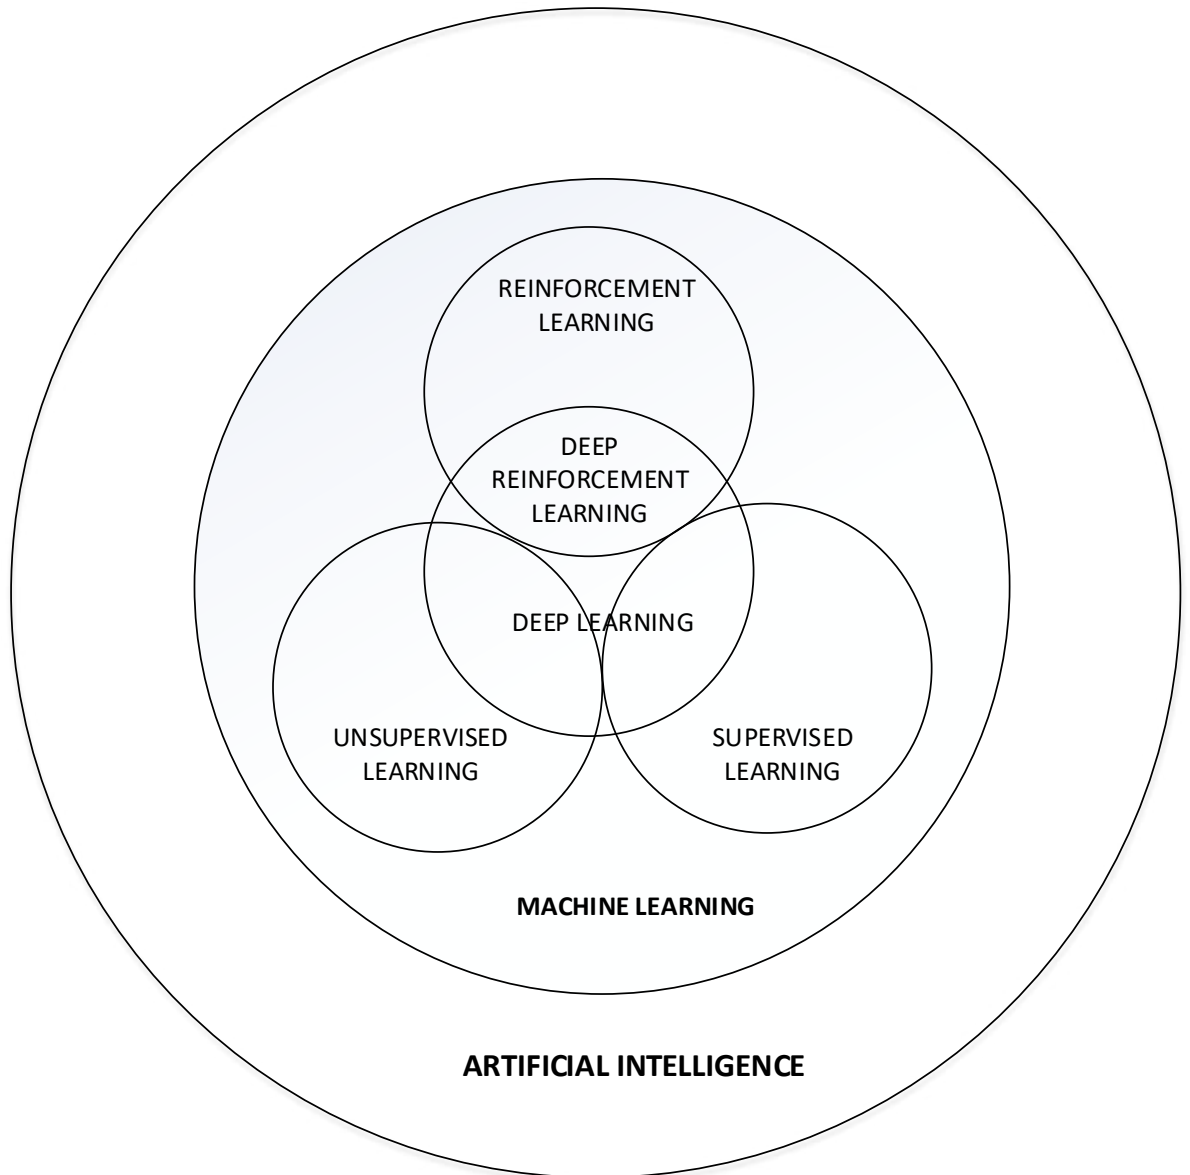 REINFORCEMENT
LEARNING
DEEP
REINFORCEMENT
LEARNING
DEEP LEARNING
UNSUPERVISED
LEARNING
SUPERVISED
LEARNING
MACHINE LEARNING
ARTIFICIAL INTELLIGENCE